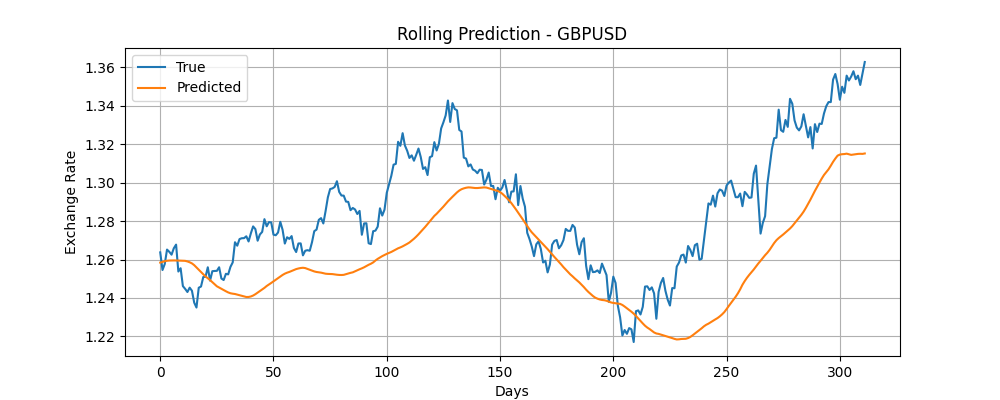 Rolling Prediction - GBPUSD
True
Predicted
Exchange Rate
1.36
1.34
1.32
1.30
1.28
1.26
1.24
1.22
0 50 100 150 200 250 300
Days